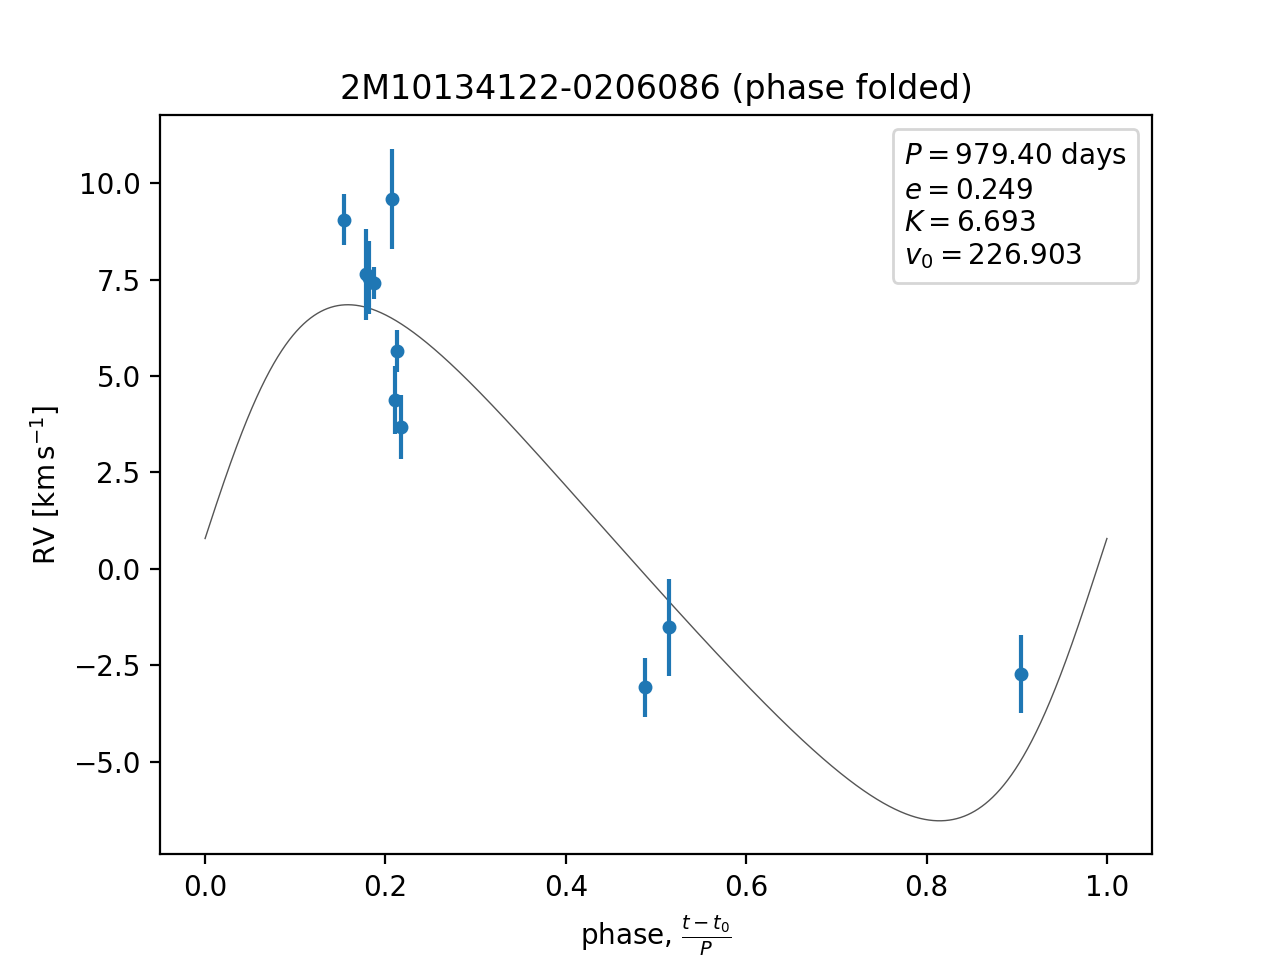 2M10134122-0206086 (phase folded)
P = 979.40 days
e = 0.249
K = 6.693
v₀ = 226.903
10.0
7.5
5.0
2.5
0.0
−2.5
−5.0
RV [km s⁻¹]
0.0 0.2 0.4 0.6 0.8 1.0
phase, (t − t₀)/P